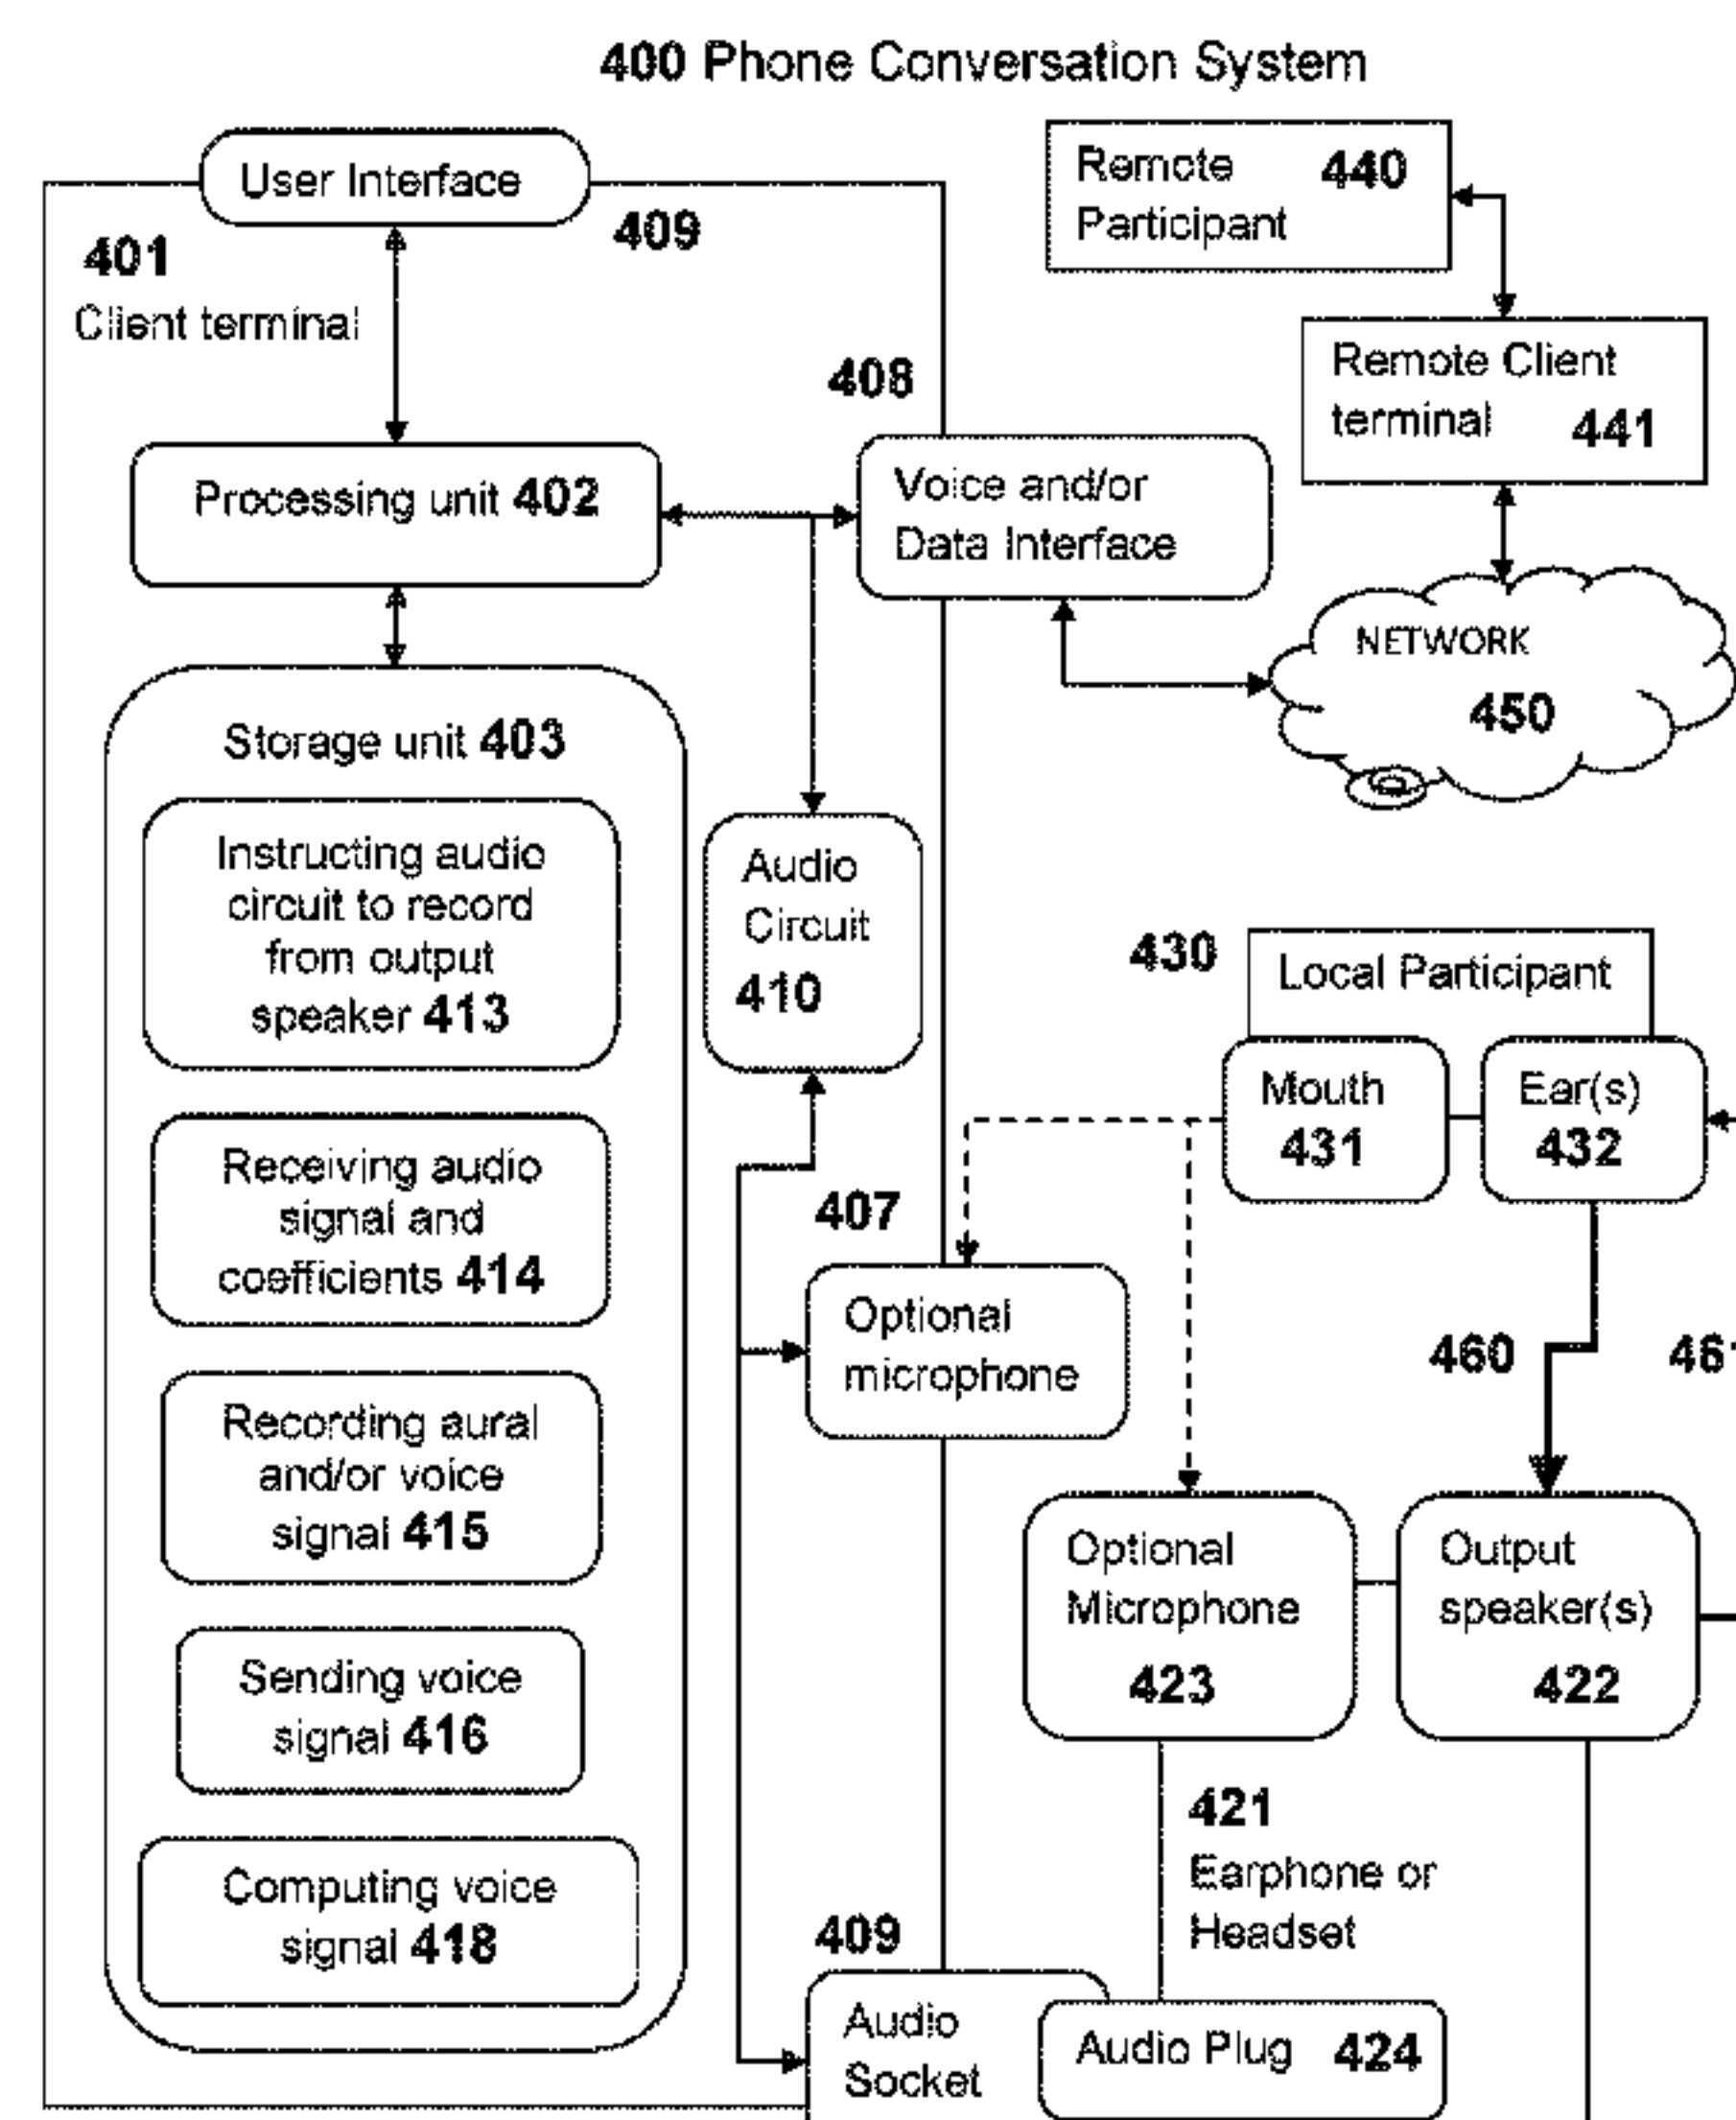 400 Phone Conversation System
User Interface
409
401
Client terminal
Processing unit 402
408
Voice and/or
Data Interface
Remote 440
Participant
Remote Client
terminal 441
NETWORK
450
Storage unit 403
Instructing audio
circuit to record
from output
speaker 413
Receiving audio
signal and
coefficients 414
Recording aural
and/or voice
signal 415
Sending voice
signal 416
Computing voice
signal 418
Audio
Circuit
410
430
Local Participant
Mouth
431
Ear(s)
432
407
Optional
microphone
460
461
Optional
Microphone
423
Output
speaker(s)
422
421
Earphone or
Headset
409
Audio
Socket
Audio Plug 424